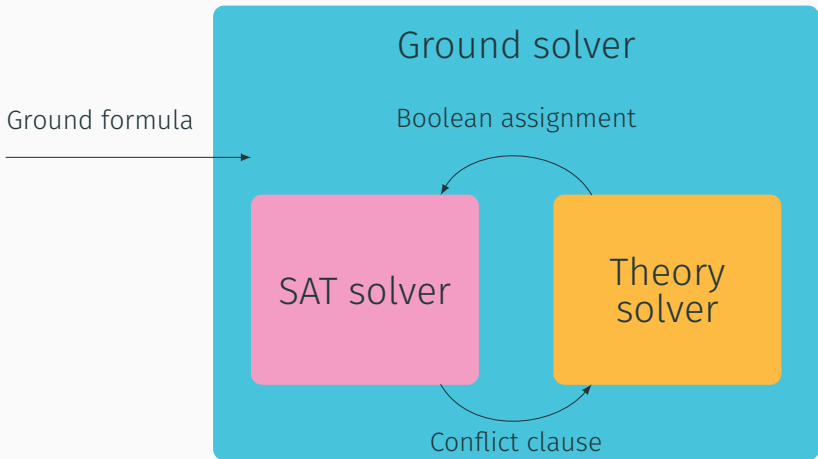 Ground solver
Ground formula
Boolean assignment
SAT solver
Theory
solver
Conflict clause